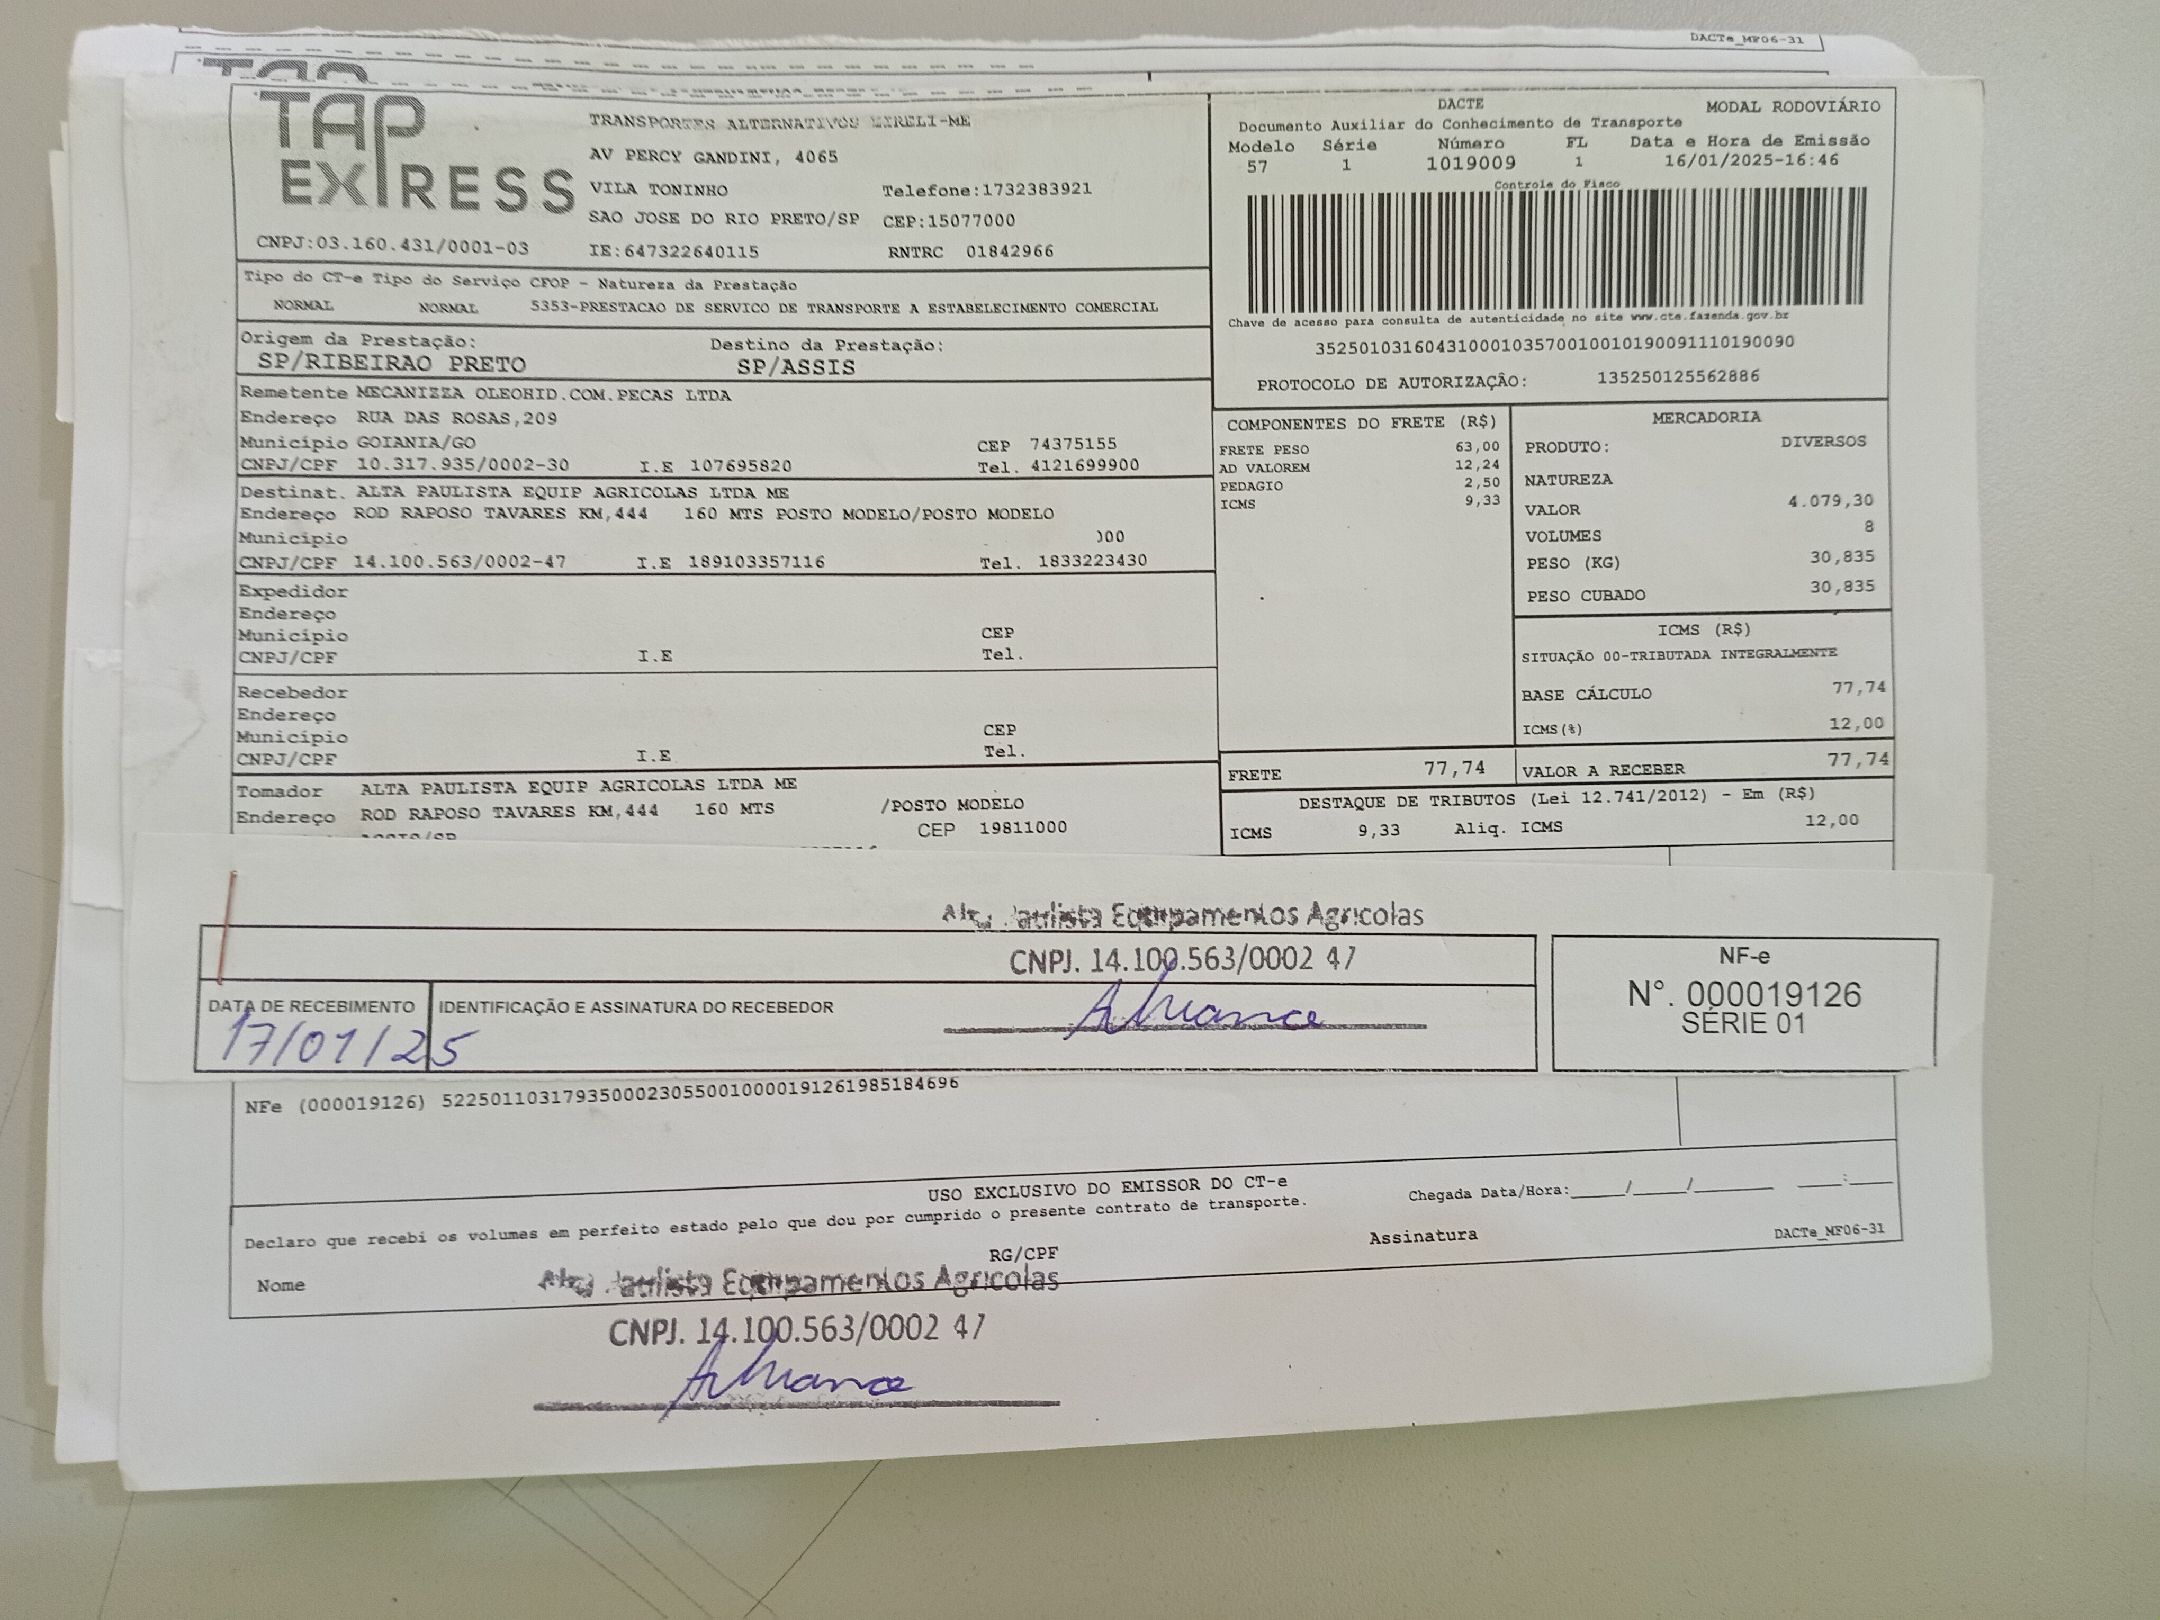 DACTe_MF06-31
TAP
TAP EXPRESS
TRANSPORTES ALTERNATIVOS EIRELI-ME
AV PERCY GANDINI, 4065
VILA TONINHO Telefone:1732383921
SAO JOSE DO RIO PRETO/SP CEP:15077000
CNPJ:03.160.431/0001-03 IE:647322640115 RNTRC 01842966
DACTE MODAL RODOVIÁRIO
Documento Auxiliar do Conhecimento de Transporte
Modelo Série Número FL Data e Hora de Emissão
57 1 1019009 1 16/01/2025-16:46
Controle do Fisco
Chave de acesso para consulta de autenticidade no site www.cte.fazenda.gov.br
35250103160431000103570010010190091110190090
PROTOCOLO DE AUTORIZAÇÃO: 135250125562886
Tipo do CT-e Tipo do Serviço CFOP - Natureza da Prestação
NORMAL NORMAL 5353-PRESTACAO DE SERVICO DE TRANSPORTE A ESTABELECIMENTO COMERCIAL
Origem da Prestação: Destino da Prestação:
SP/RIBEIRAO PRETO SP/ASSIS
Remetente MECANIZZA OLEOHID.COM.PECAS LTDA
Endereço RUA DAS ROSAS,209
Município GOIANIA/GO CEP 74375155
CNPJ/CPF 10.317.935/0002-30 I.E 107695820 Tel. 4121699900
Destinat. ALTA PAULISTA EQUIP AGRICOLAS LTDA ME
Endereço ROD RAPOSO TAVARES KM,444 160 MTS POSTO MODELO/POSTO MODELO
Município 000
CNPJ/CPF 14.100.563/0002-47 I.E 189103357116 Tel. 1833223430
Expedidor
Endereço
Município CEP
CNPJ/CPF I.E Tel.
Recebedor
Endereço
Município CEP
CNPJ/CPF I.E Tel.
Tomador ALTA PAULISTA EQUIP AGRICOLAS LTDA ME
Endereço ROD RAPOSO TAVARES KM,444 160 MTS /POSTO MODELO
CEP 19811000
COMPONENTES DO FRETE (R$)
FRETE PESO 63,00
AD VALOREM 12,24
PEDAGIO 2,50
ICMS 9,33
MERCADORIA
PRODUTO: DIVERSOS
NATUREZA
VALOR 4.079,30
VOLUMES 8
PESO (KG) 30,835
PESO CUBADO 30,835
ICMS (R$)
SITUAÇÃO 00-TRIBUTADA INTEGRALMENTE
BASE CÁLCULO 77,74
ICMS(%) 12,00
FRETE 77,74 VALOR A RECEBER 77,74
DESTAQUE DE TRIBUTOS (Lei 12.741/2012) - Em (R$)
ICMS 9,33 Aliq. ICMS 12,00
Alta Paulista Equipamentos Agricolas
CNPJ. 14.100.563/0002 47
DATA DE RECEBIMENTO IDENTIFICAÇÃO E ASSINATURA DO RECEBEDOR
17/01/25
NF-e
Nº. 000019126
SÉRIE 01
NFe (000019126) 52250110317935000230550010000191261985184696
USO EXCLUSIVO DO EMISSOR DO CT-e
Declaro que recebi os volumes em perfeito estado pelo que dou por cumprido o presente contrato de transporte.
Chegada Data/Hora:_____/_____/_______ ____:____
Nome RG/CPF Assinatura DACTe_MF06-31
Alta Paulista Equipamentos Agricolas
CNPJ. 14.100.563/0002 47